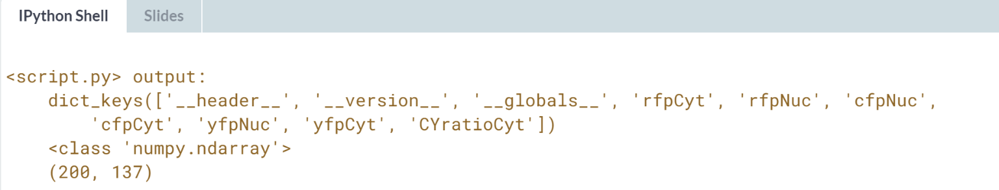 IPython Shell Slides
<script.py> output:
dict_keys(['__header__', '__version__', '__globals__', 'rfpCyt', 'rfpNuc', 'cfpNuc',
'cfpCyt', 'yfpNuc', 'yfpCyt', 'CYratioCyt'])
<class 'numpy.ndarray'>
(200, 137)